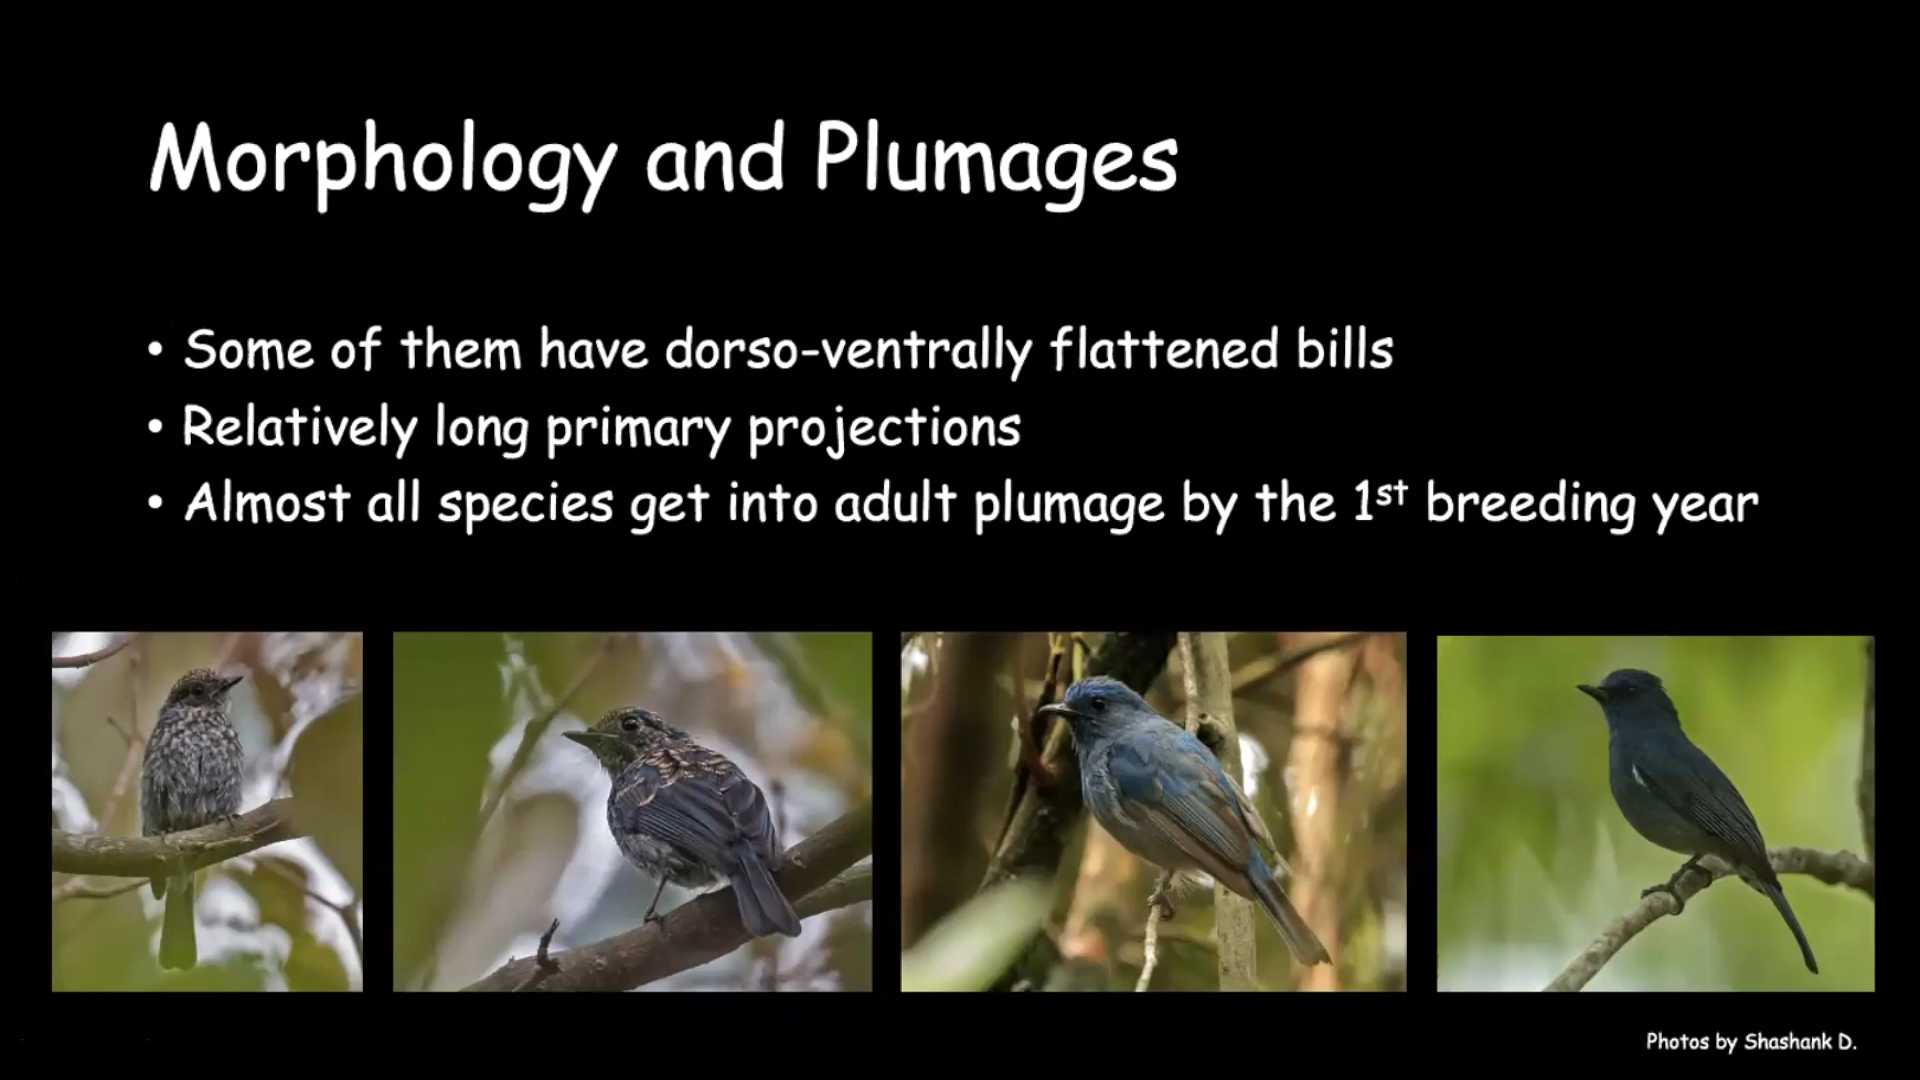 Morphology and Plumages
• Some of them have dorso-ventrally flattened bills
• Relatively long primary projections
• Almost all species get into adult plumage by the 1st breeding year
Photos by Shashank D.